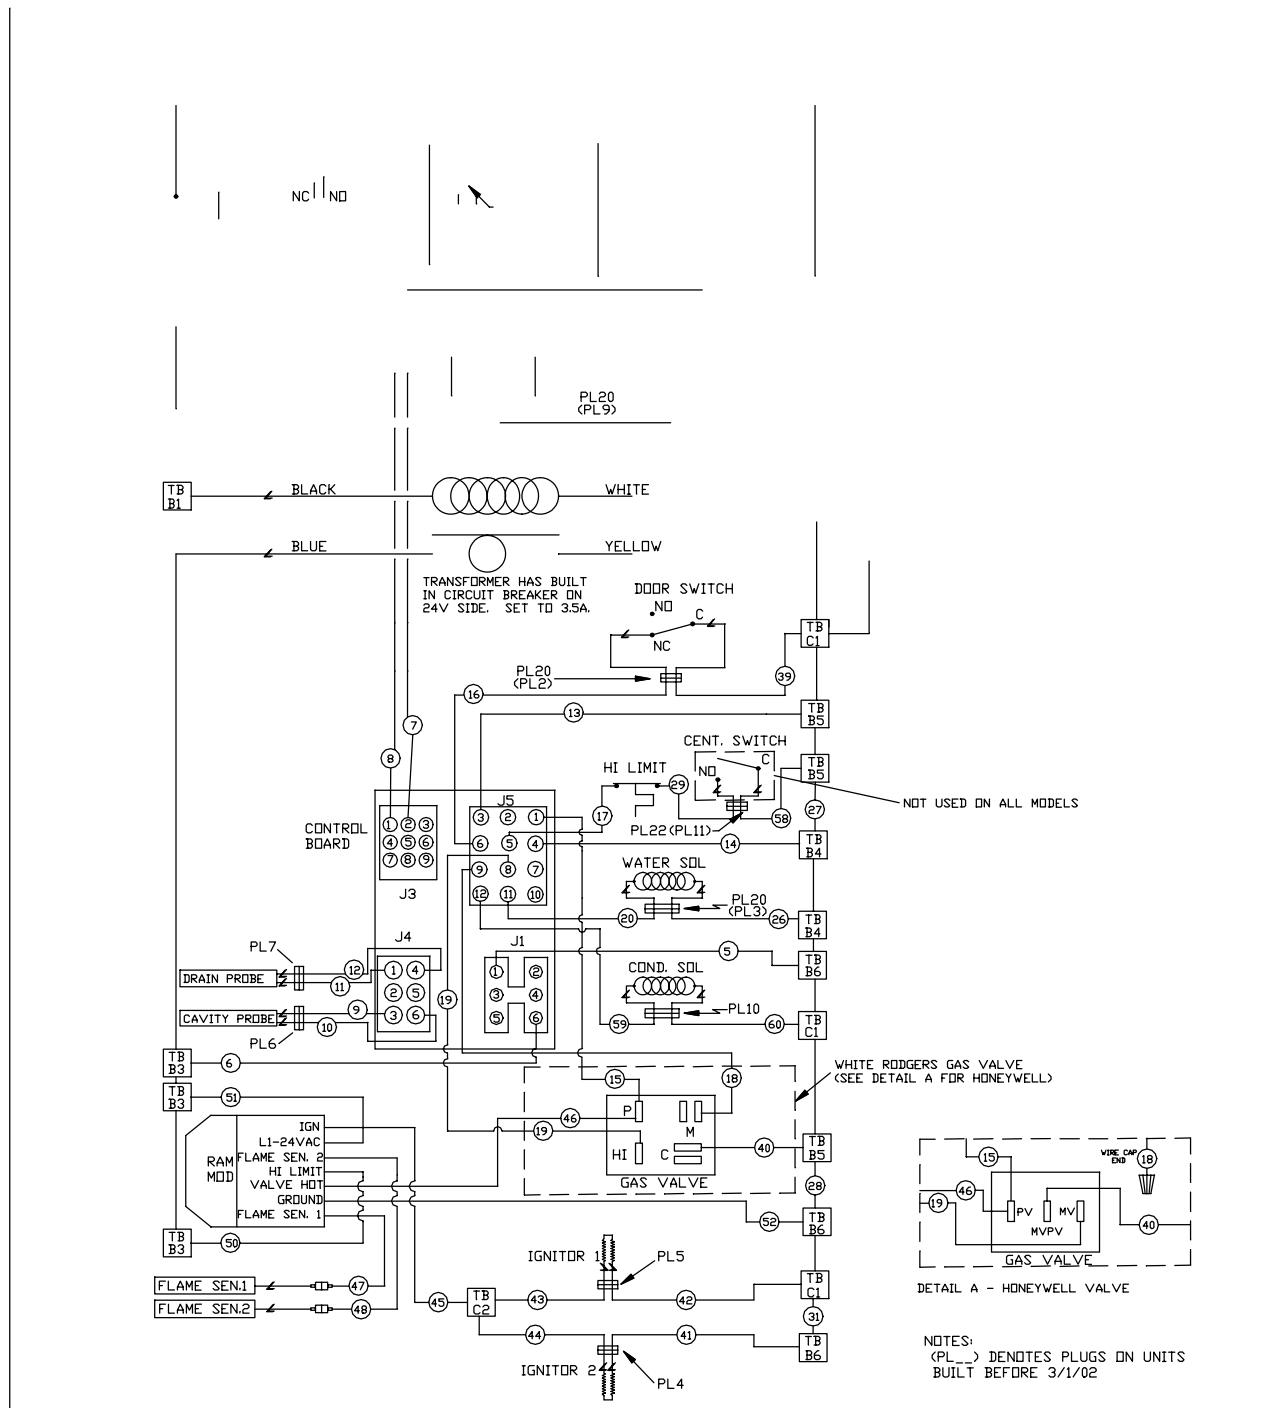 NC NO
PL20
(PL9)
TB
B1
BLACK
WHITE
BLUE
YELLOW
TRANSFORMER HAS BUILT
IN CIRCUIT BREAKER ON
24V SIDE. SET TO 3.5A.
DOOR SWITCH
NO
C
NC
TB
C1
PL20
(PL2)
39
16
13
TB
B5
7
8
CENT. SWITCH
C
NO
TB
B5
HI LIMIT
29
NOT USED ON ALL MODELS
27
17
58
PL22(PL11)
CONTROL
BOARD
1 2 3
4 5 6
7 8 9
J3
J5
3 2 1
6 5 4
9 8 7
12 11 10
14
TB
B4
WATER SOL
PL20
(PL3)
20
26
TB
B4
5
TB
B6
J4
1 4
2 5
3 6
J1
1 2
3 4
5 6
COND. SOL
PL10
59
60
TB
C1
PL7
DRAIN PROBE
12
11
CAVITY PROBE
9
10
PL6
19
TB
B3
6
TB
B3
51
WHITE RODGERS GAS VALVE
(SEE DETAIL A FOR HONEYWELL)
15
18
P
M
46
19
HI
C
40
TB
B5
GAS VALVE
28
RAM
MOD
IGN
L1-24VAC
FLAME SEN. 2
HI LIMIT
VALVE HOT
GROUND
FLAME SEN. 1
52
TB
B6
TB
B3
50
FLAME SEN.1
47
FLAME SEN.2
48
45
TB
C2
IGNITOR 1
PL5
43
42
TB
C1
31
44
41
TB
B6
IGNITOR 2
PL4
WIRE CAP
END
18
15
46
19
PV
MV
MVPV
40
GAS VALVE
DETAIL A - HONEYWELL VALVE
NOTES:
(PL__) DENOTES PLUGS ON UNITS
BUILT BEFORE 3/1/02